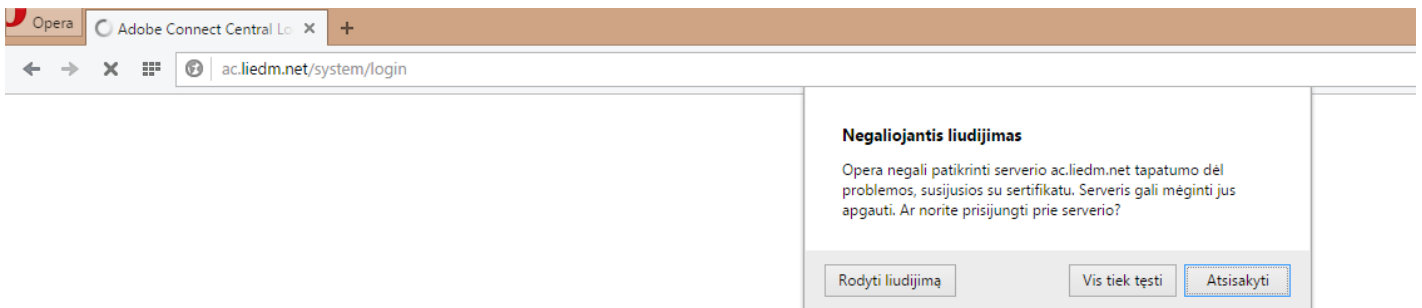 Opera
Adobe Connect Central Lo
ac.liedm.net/system/login
Negaliojantis liudijimas
Opera negali patikrinti serverio ac.liedm.net tapatumo dėl
problemos, susijusios su sertifikatu. Serveris gali mėginti jus
apgauti. Ar norite prisijungti prie serverio?
Rodyti liudijimą
Vis tiek tęsti
Atsisakyti